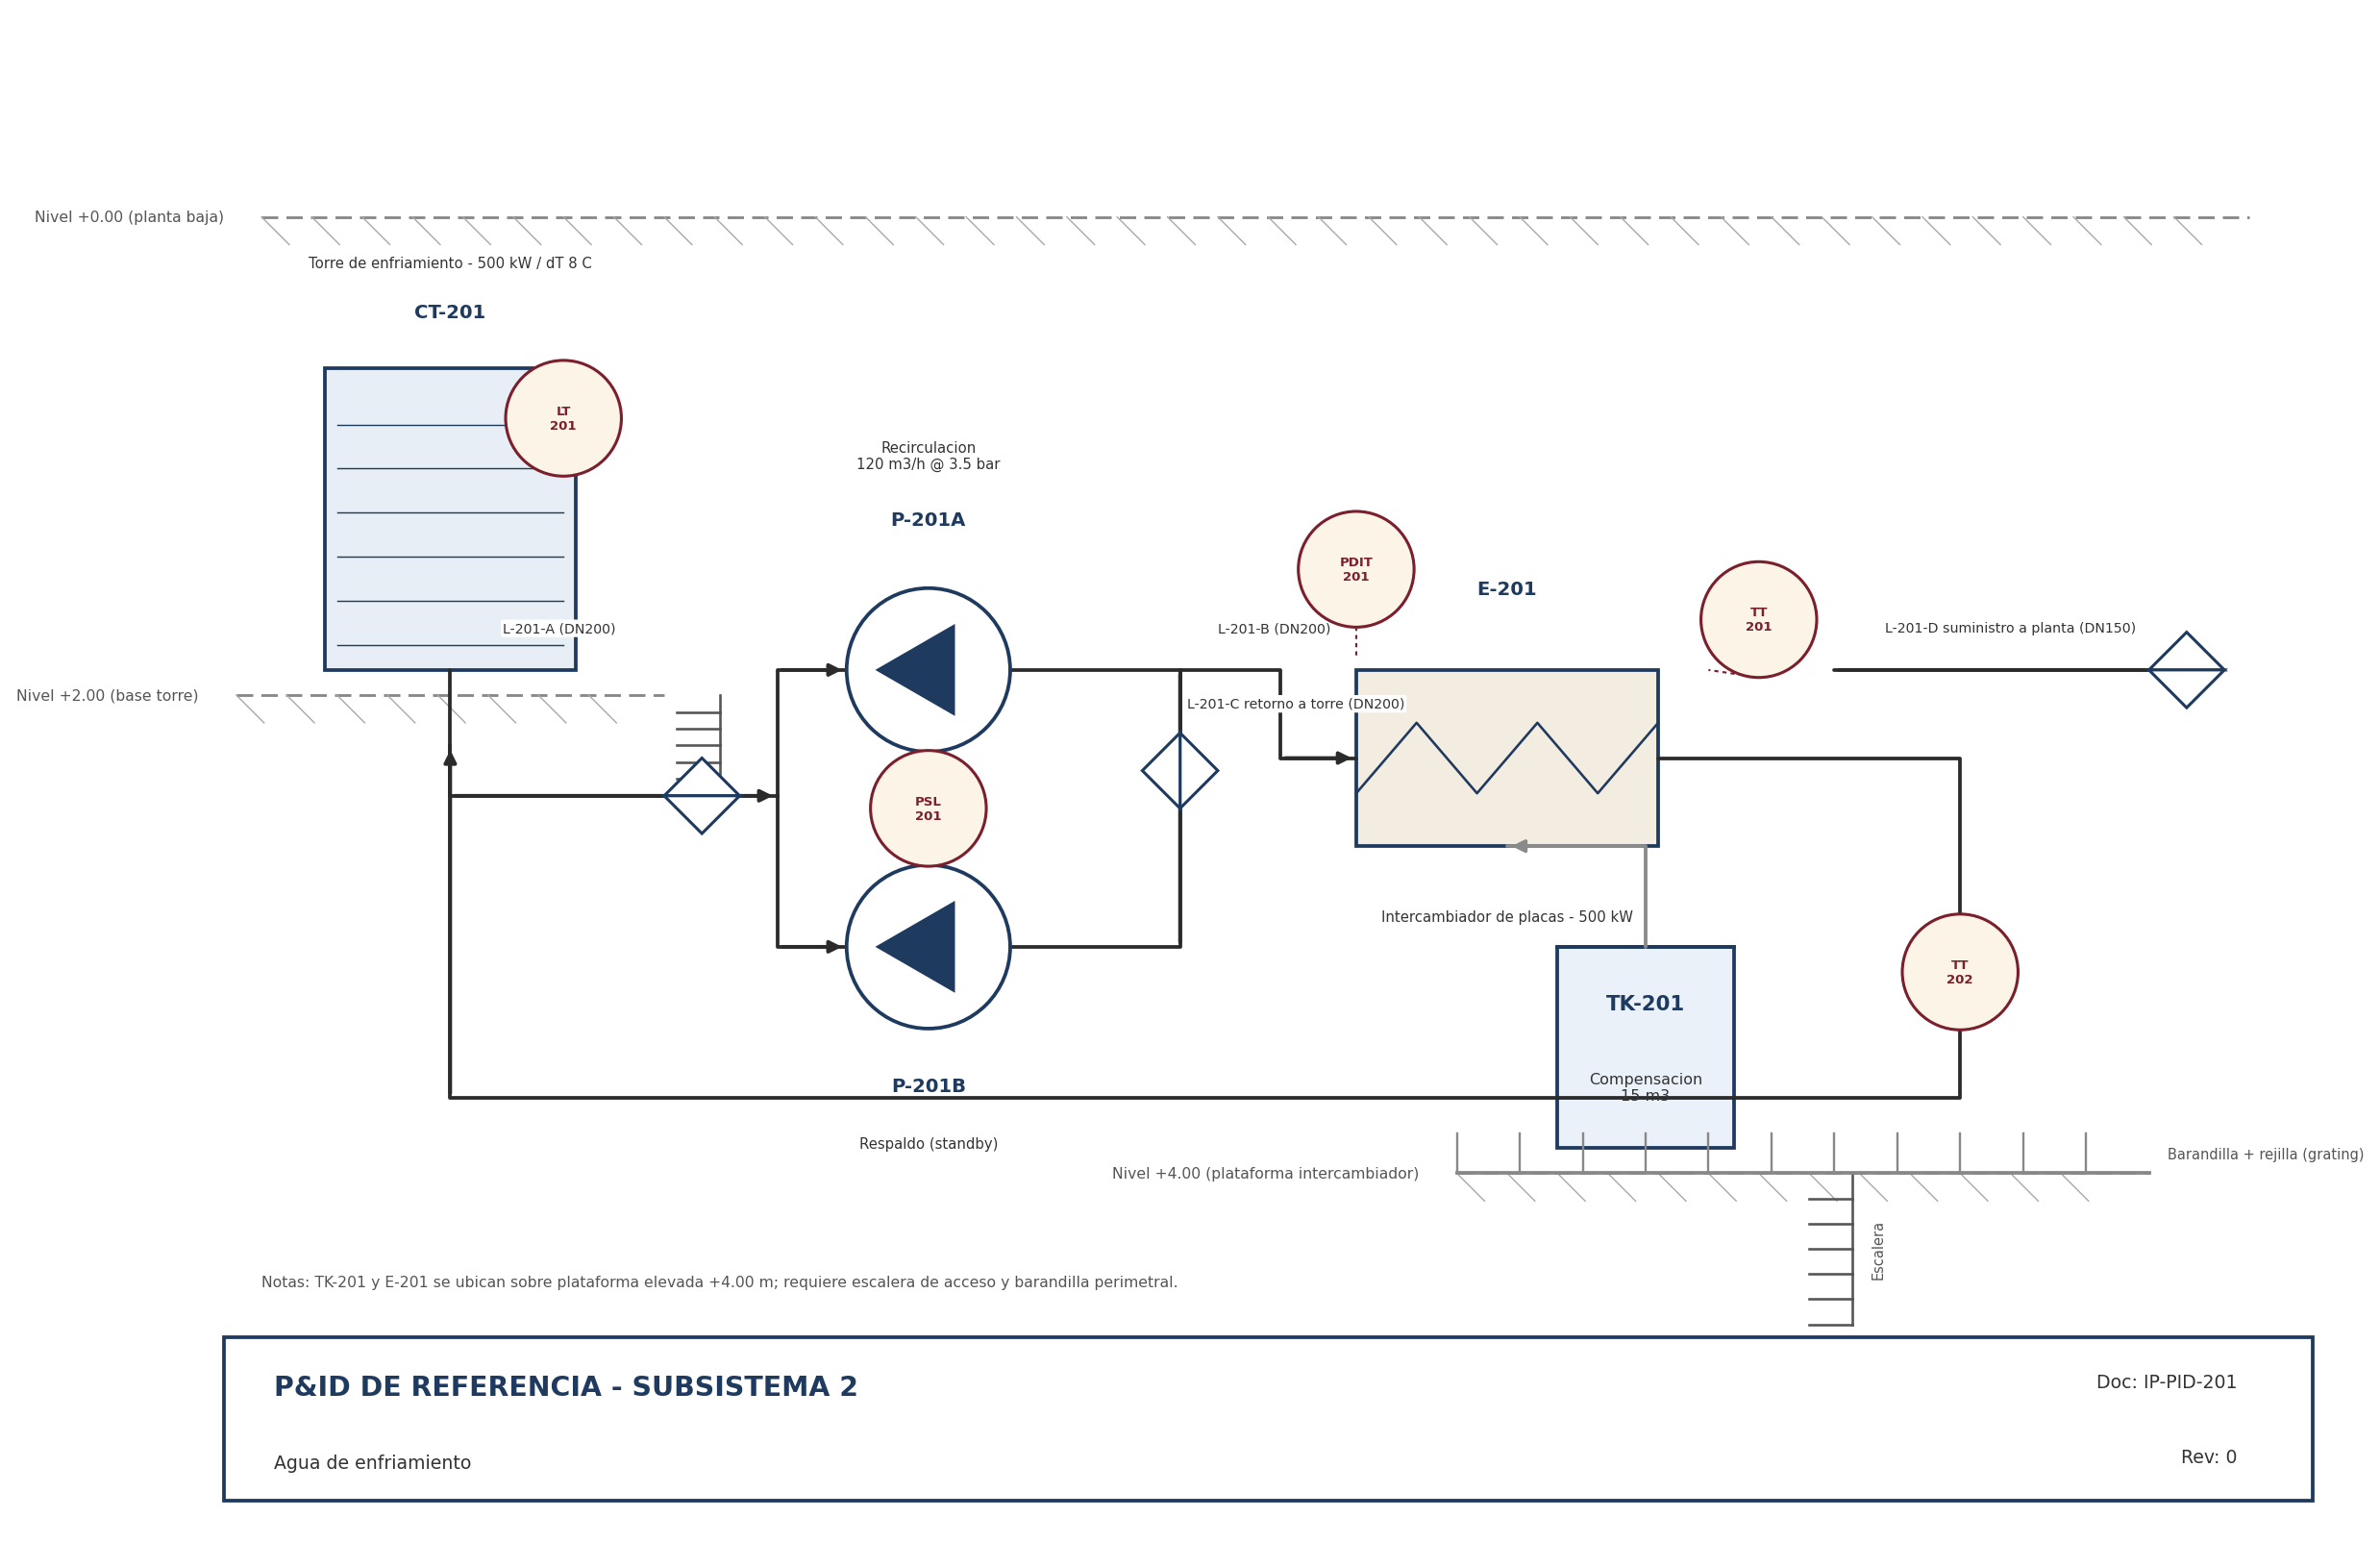 Nivel +0.00 (planta baja)
Torre de enfriamiento - 500 kW / dT 8 C
CT-201
LT
201
Recirculacion
120 m3/h @ 3.5 bar
P-201A
PDIT
201
E-201
TT
201
L-201-A (DN200)
L-201-B (DN200)
L-201-D suministro a planta (DN150)
Nivel +2.00 (base torre)
L-201-C retorno a torre (DN200)
PSL
201
Intercambiador de placas - 500 kW
TT
202
TK-201
Compensacion
15 m3
P-201B
Respaldo (standby)
Nivel +4.00 (plataforma intercambiador)
Barandilla + rejilla (grating)
Escalera
Notas: TK-201 y E-201 se ubican sobre plataforma elevada +4.00 m; requiere escalera de acceso y barandilla perimetral.
P&ID DE REFERENCIA - SUBSISTEMA 2
Doc: IP-PID-201
Agua de enfriamiento
Rev: 0